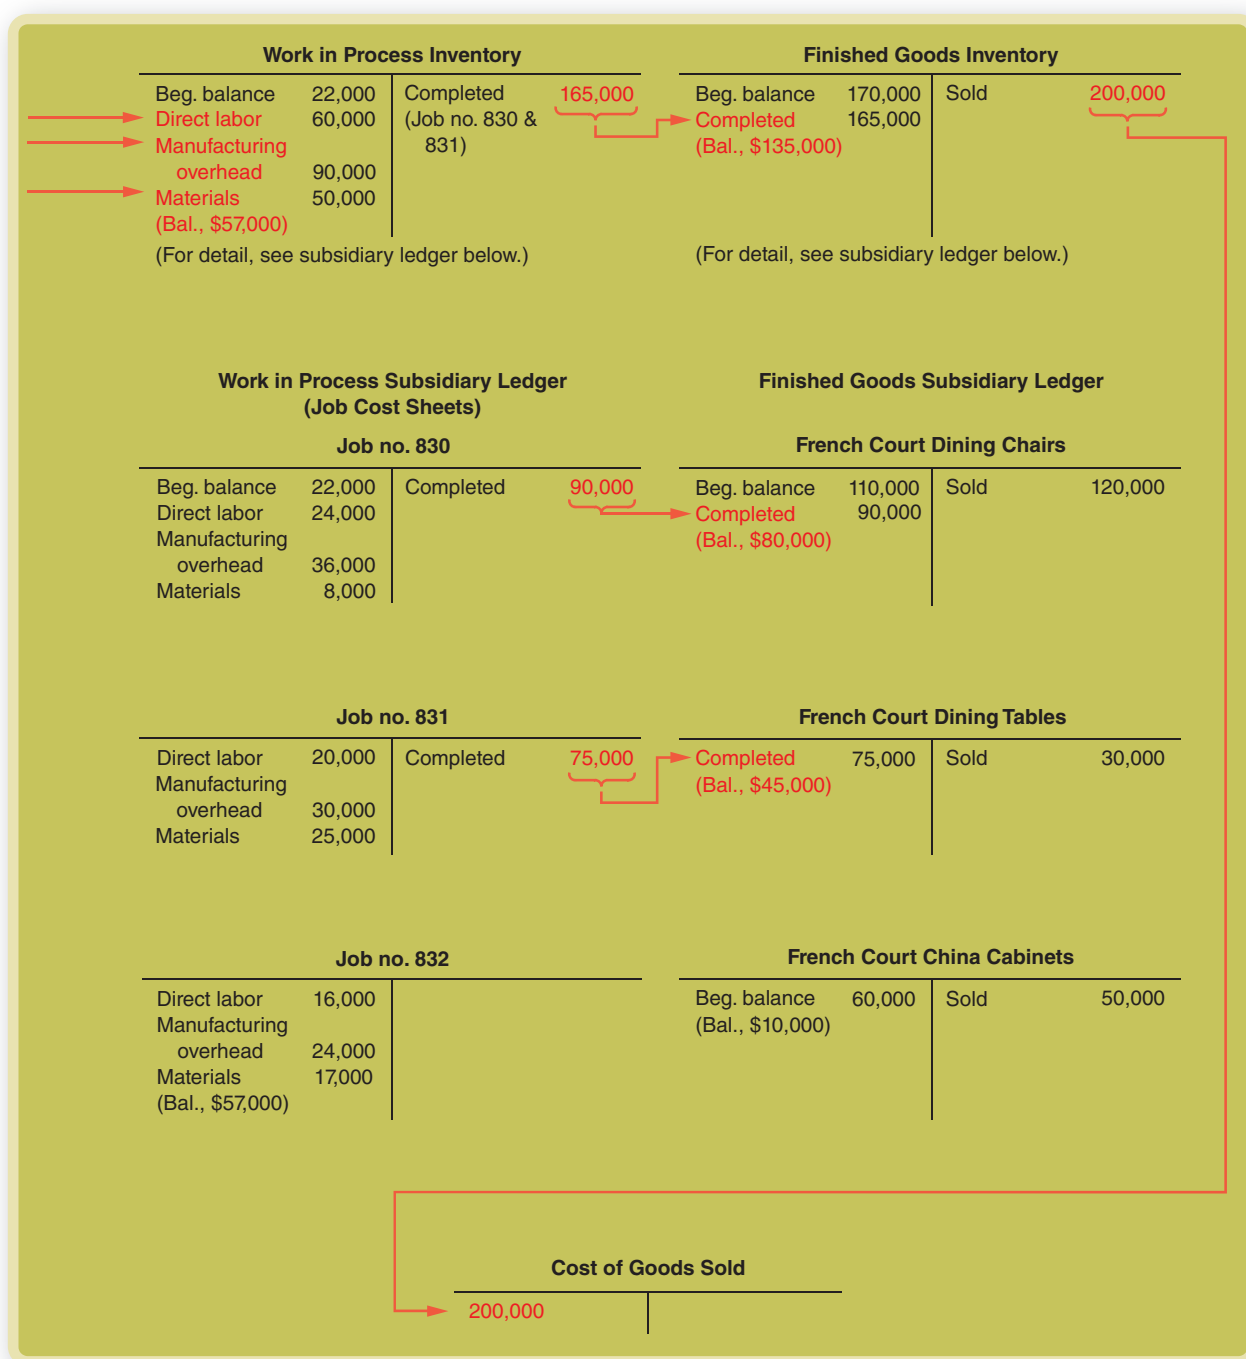 Work in Process Inventory
Beg. balance 22,000 Completed 165,000
Direct labor 60,000 (Job no. 830 &
Manufacturing 831)
overhead 90,000
Materials 50,000
(Bal., $57,000)
(For detail, see subsidiary ledger below.)
Finished Goods Inventory
Beg. balance 170,000 Sold 200,000
Completed 165,000
(Bal., $135,000)
(For detail, see subsidiary ledger below.)
Work in Process Subsidiary Ledger
(Job Cost Sheets)
Finished Goods Subsidiary Ledger
Job no. 830
Beg. balance 22,000 Completed 90,000
Direct labor 24,000
Manufacturing
overhead 36,000
Materials 8,000
French Court Dining Chairs
Beg. balance 110,000 Sold 120,000
Completed 90,000
(Bal., $80,000)
Job no. 831
Direct labor 20,000 Completed 75,000
Manufacturing
overhead 30,000
Materials 25,000
French Court Dining Tables
Completed 75,000 Sold 30,000
(Bal., $45,000)
Job no. 832
Direct labor 16,000
Manufacturing
overhead 24,000
Materials 17,000
(Bal., $57,000)
French Court China Cabinets
Beg. balance 60,000 Sold 50,000
(Bal., $10,000)
Cost of Goods Sold
200,000